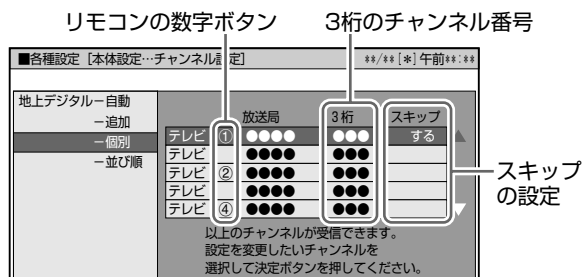 リモコンの数字ボタン 3桁のチャンネル番号
■各種設定［本体設定…チャンネル設定］ **/**[*]午前**:**
地上デジタル－自動
－追加
－個別
－並び順
放送局 3桁 スキップ
テレビ ① ●●●● ●●● する
テレビ ●●●● ●●●
テレビ ② ●●●● ●●●
テレビ ●●●● ●●●
テレビ ④ ●●●● ●●●
スキップ
の設定
以上のチャンネルが受信できます。
設定を変更したいチャンネルを
選択して決定ボタンを押してください。